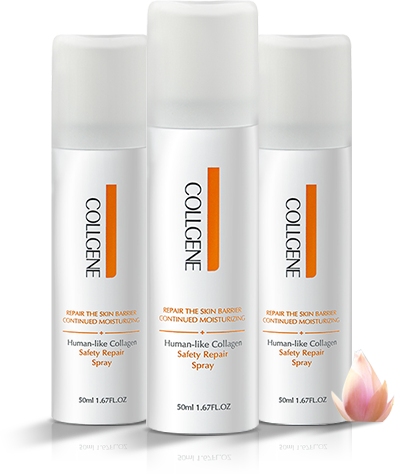 COLLGENE
REPAIR THE SKIN BARRIER
CONTINUED MOISTURIZING
Human-like Collagen
Safety Repair
Spray
50ml 1.67FL.OZ
COLLGENE
REPAIR THE SKIN BARRIER
CONTINUED MOISTURIZING
Human-like Collagen
Safety Repair
Spray
50ml 1.67FL.OZ
COLLGENE
REPAIR THE SKIN BARRIER
CONTINUED MOISTURIZING
Human-like Collagen
Safety Repair
Spray
50ml 1.67FL.OZ